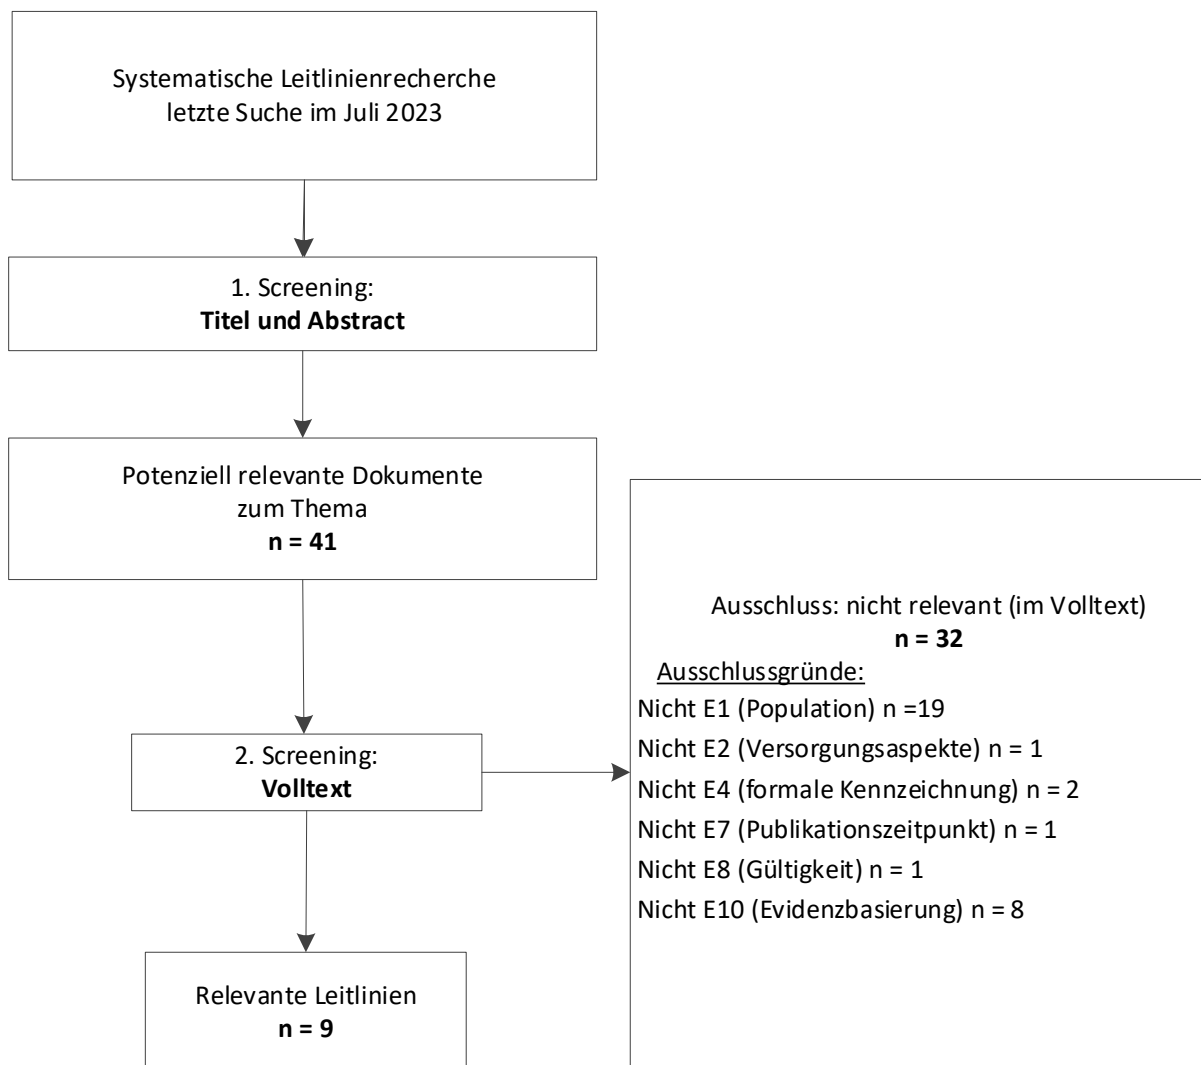 Systematische Leitlinienrecherche
letzte Suche im Juli 2023
1. Screening:
Titel und Abstract
Potenziell relevante Dokumente
zum Thema
n = 41
2. Screening:
Volltext
Ausschluss: nicht relevant (im Volltext)
n = 32
Ausschlussgründe:
Nicht E1 (Population) n =19
Nicht E2 (Versorgungsaspekte) n = 1
Nicht E4 (formale Kennzeichnung) n = 2
Nicht E7 (Publikationszeitpunkt) n = 1
Nicht E8 (Gültigkeit) n = 1
Nicht E10 (Evidenzbasierung) n = 8
Relevante Leitlinien
n = 9